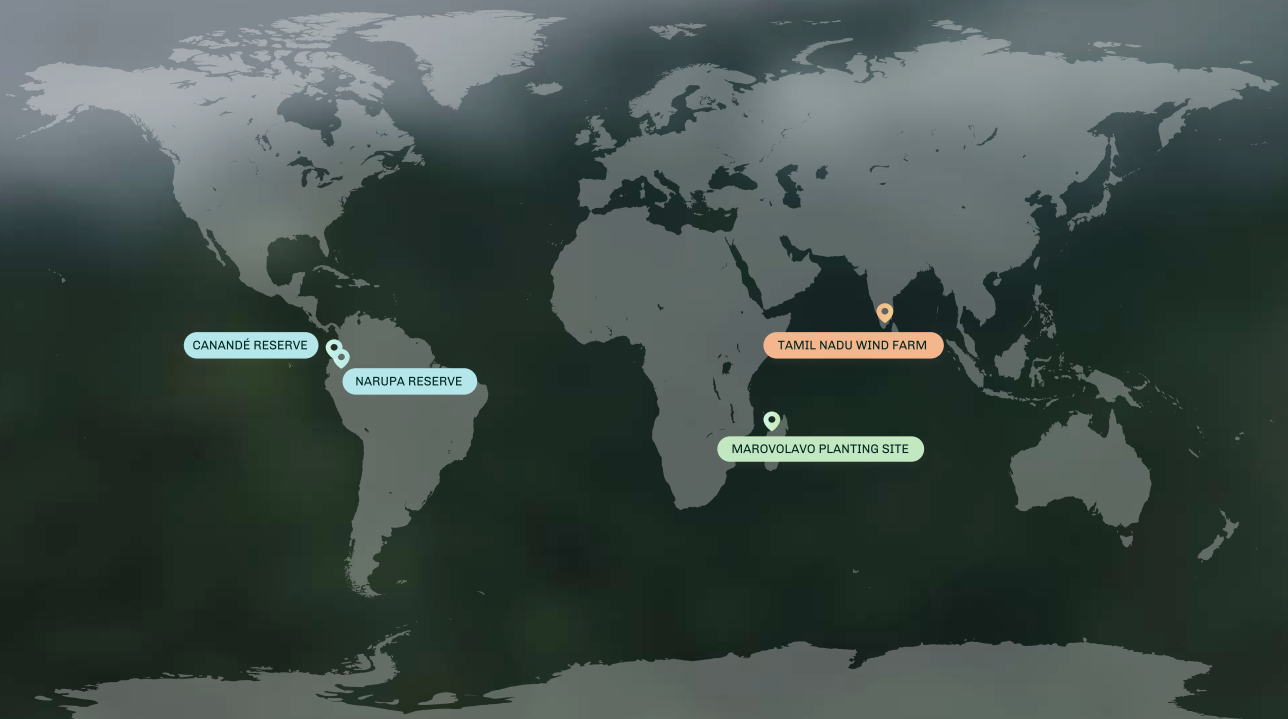 CANANDÉ RESERVE
TAMIL NADU WIND FARM
NARUPA RESERVE
MAROVOLAVO PLANTING SITE